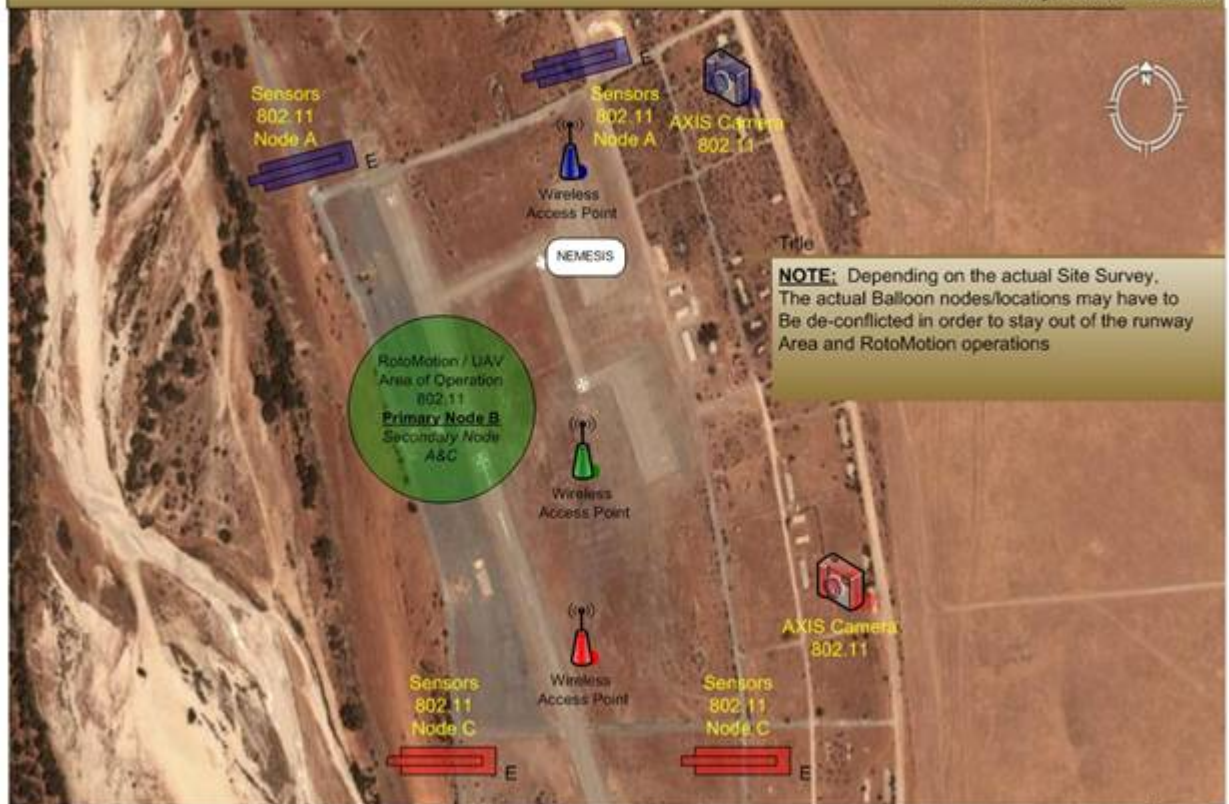 N
Sensors
802.11
Node A
E
E
Sensors
802.11
Node A
AXIS Camera
802.11
Wireless
Access Point
NEMESIS
Title
NOTE: Depending on the actual Site Survey.
The actual Balloon nodes/locations may have to
Be de-conflicted in order to stay out of the runway
Area and RotoMotion operations
RotoMotion / UAV
Area of Operation
802.11
Primary Node B
Secondary Node
A&C
Wireless
Access Point
AXIS Camera
802.11
Wireless
Access Point
Sensors
802.11
Node C
E
Sensors
802.11
Node C
E